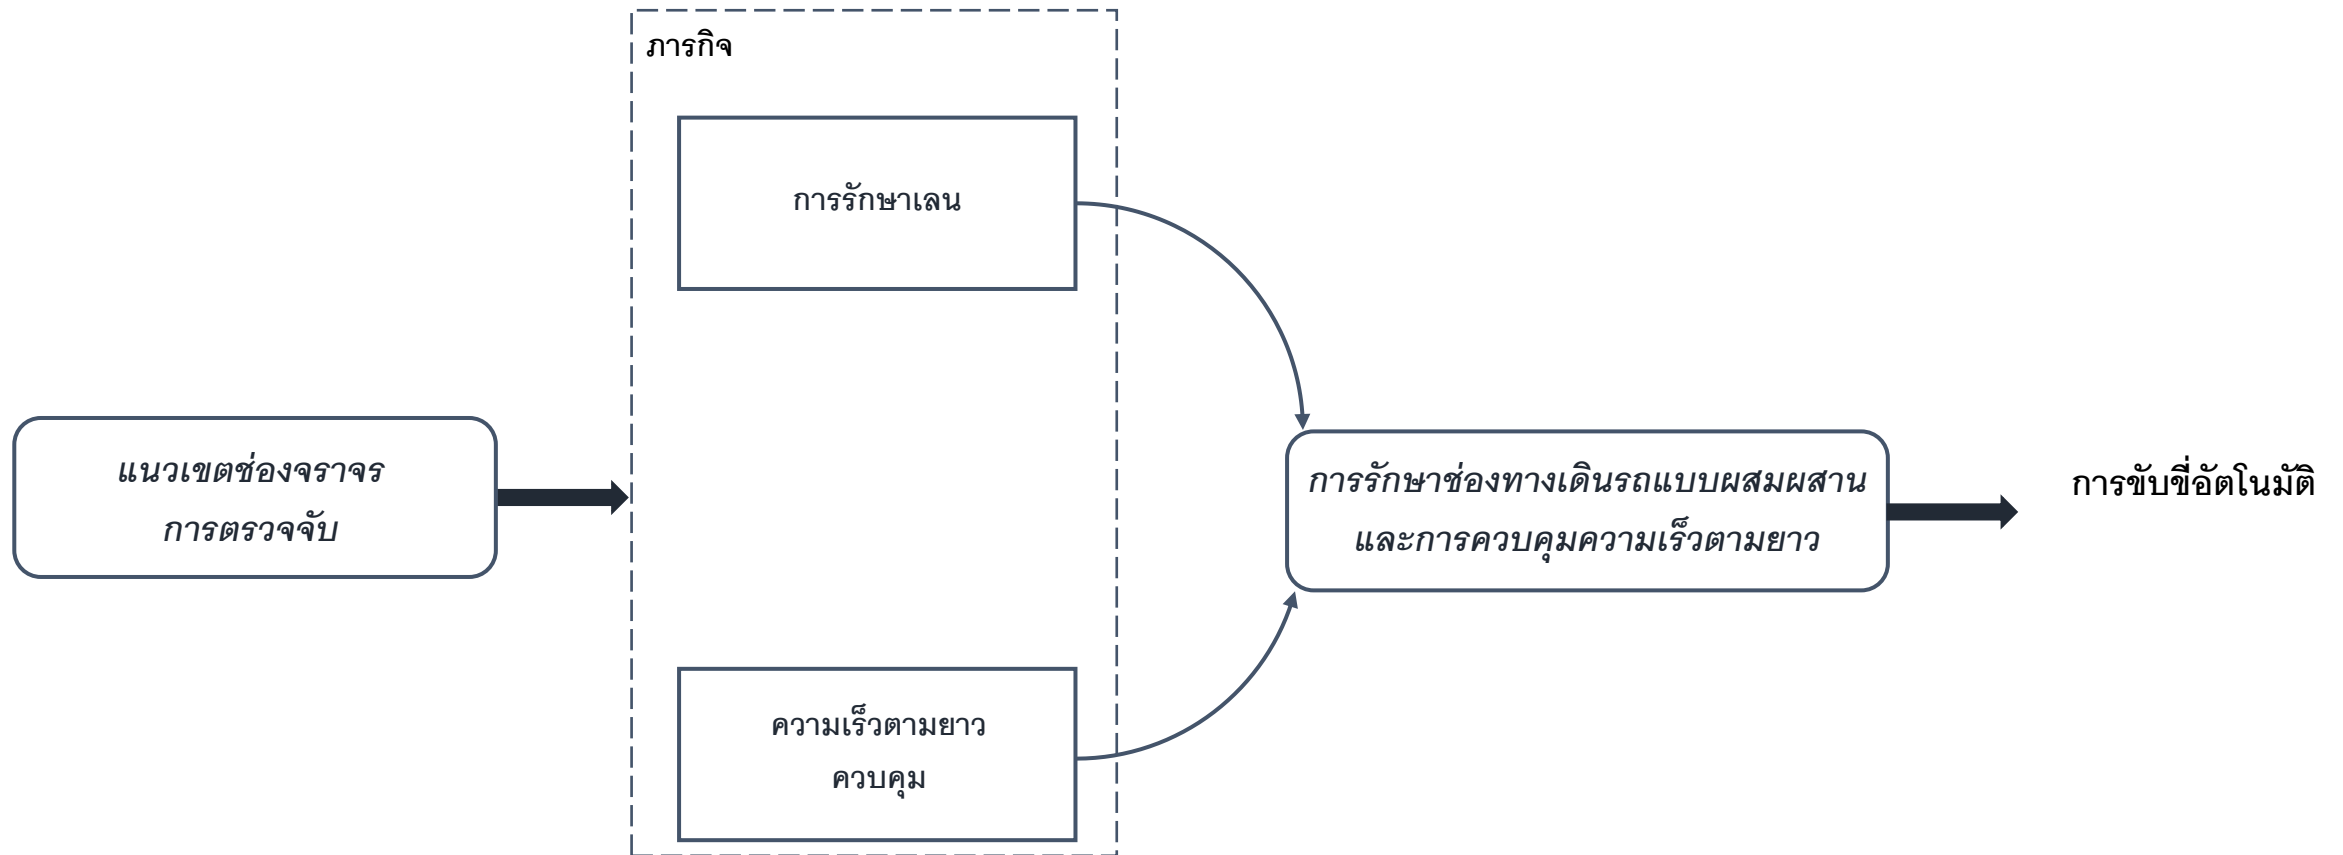 ภารกิจ
การรักษาเลน
แนวเขตช่องจราจร
การตรวจจับ
การรักษาช่องทางเดินรถแบบผสมผสาน
และการควบคุมความเร็วตามยาว
การขับขี่อัตโนมัติ
ความเร็วตามยาว
ควบคุม